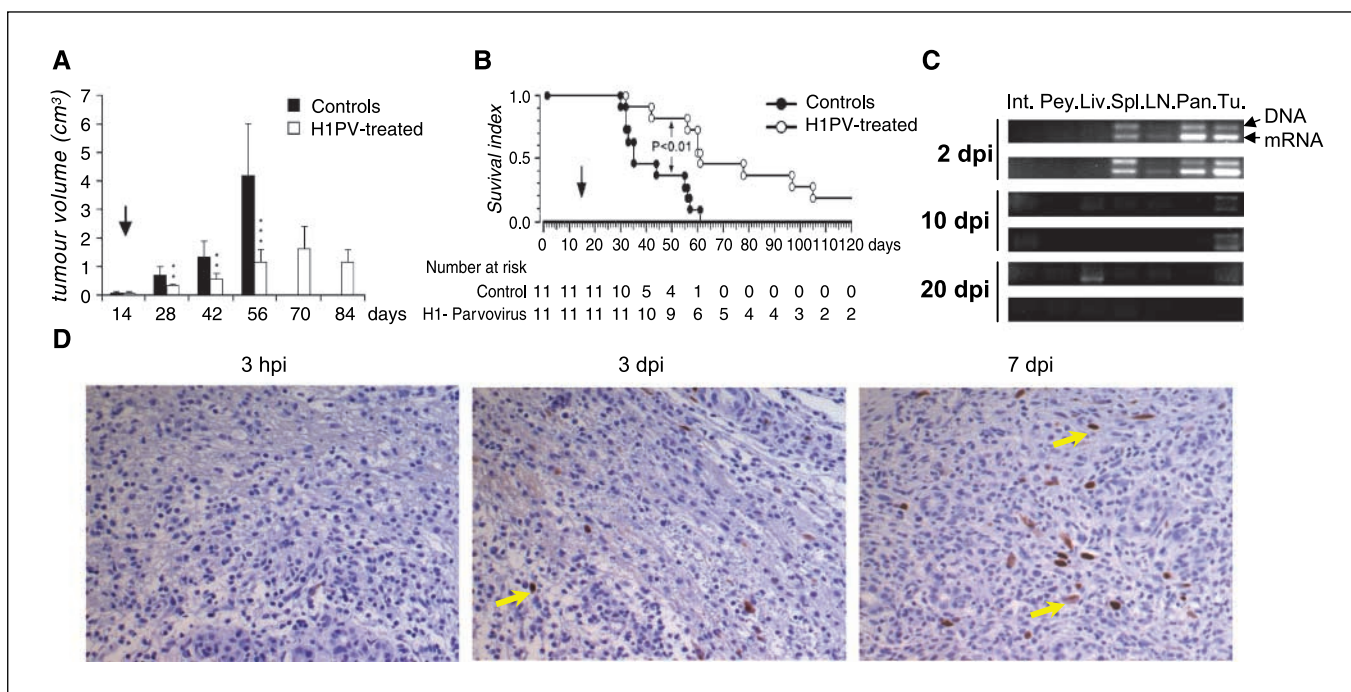 A
tumour volume (cm³)
7
6
5
4
3
2
1
0
Controls
H1PV-treated
14 28 42 56 70 84 days
B
Suvival index
1.0
0.5
0.0
Controls
H1PV-treated
P<0.01
0 10 20 30 40 50 60 70 80 90 100 110 120 days
Number at risk
Control 11 11 11 10 5 4 1 0 0 0 0 0 0
H1- Parvovirus 11 11 11 11 10 9 6 5 4 4 3 2 2
C
Int. Pey. Liv. Spl. LN. Pan. Tu.
DNA
mRNA
2 dpi
10 dpi
20 dpi
D
3 hpi
3 dpi
7 dpi